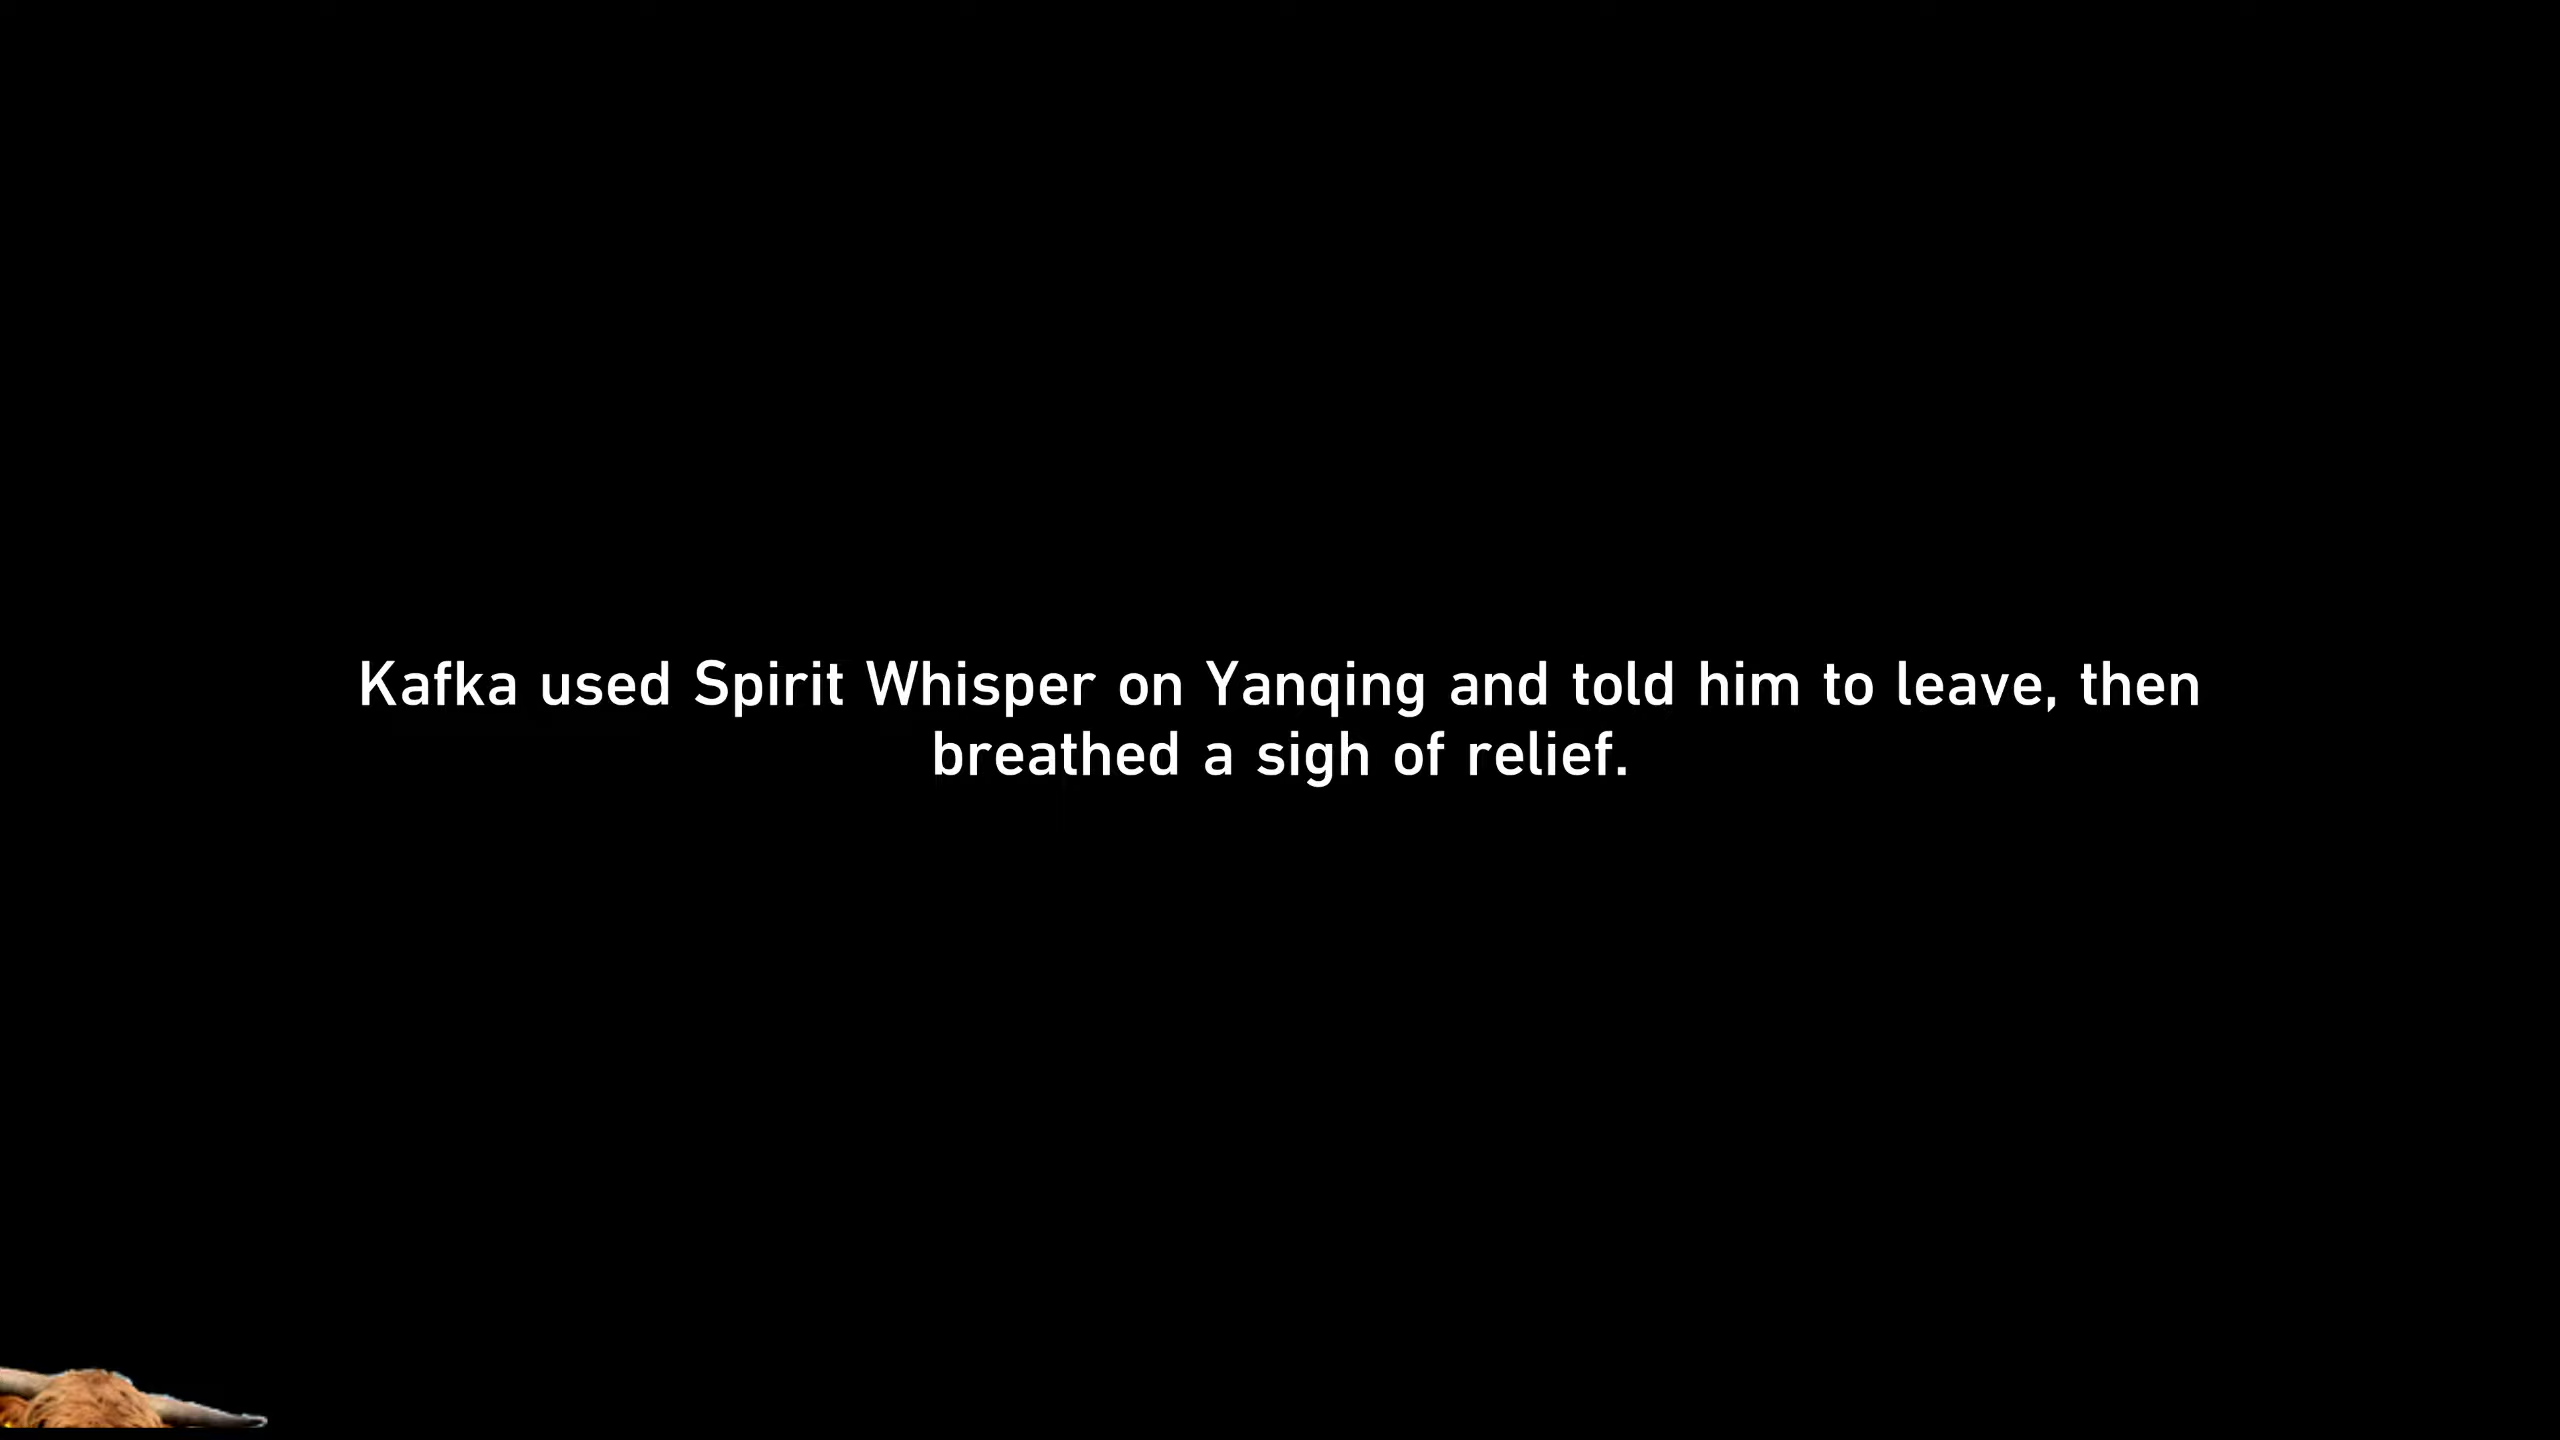 Kafka used Spirit Whisper on Yanqing and told him to leave, then
breathed a sigh of relief.